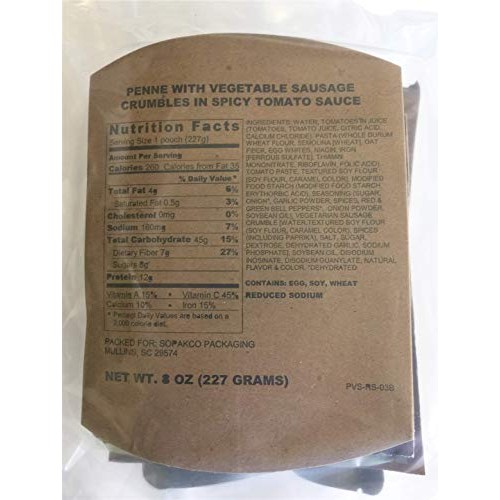 PENNE WITH VEGETABLE SAUSAGE
CRUMBLES IN SPICY TOMATO SAUCE
Nutrition Facts
Serving Size 1 pouch (227g)
Amount Per Serving
Calories 260 Calories from Fat 35
% Daily Value*
Total Fat 4g 6%
Saturated Fat 0.5g 3%
Cholesterol 0mg 0%
Sodium 160mg 7%
Total Carbohydrate 45g 15%
Dietary Fiber 7g 27%
Sugars 8g
Protein 12g
Vitamin A 15% • Vitamin C 45%
Calcium 10% • Iron 15%
* Percent Daily Values are based on a
2,000 calorie diet.
PACKED FOR: SOPAKCO PACKAGING
MULLINS, SC 29574
NET WT. 8 OZ (227 GRAMS)
INGREDIENTS: WATER, TOMATOES IN JUICE
(TOMATOES, TOMATO JUICE, CITRIC ACID,
CALCIUM CHLORIDE), PASTA (WHOLE DURUM
WHEAT FLOUR, SEMOLINA [WHEAT], OAT
FIBER, EGG WHITES, NIACIN, IRON
[FERROUS SULFATE], THIAMIN
MONONITRATE, RIBOFLAVIN, FOLIC ACID),
TOMATO PASTE, TEXTURED SOY FLOUR
(SOY FLOUR, CARAMEL COLOR), MODIFIED
FOOD STARCH (MODIFIED FOOD STARCH,
ERYTHORBIC ACID), SEASONING (SUGAR,
ONION*, GARLIC POWDER, SPICES, RED &
GREEN BELL PEPPERS*, ONION POWDER,
SOYBEAN OIL), VEGETARIAN SAUSAGE
CRUMBLE (WATER, TEXTURED SOY FLOUR
(SOY FLOUR, CARAMEL COLOR), SPICES
(INCLUDING PAPRIKA), SALT, SUGAR,
DEXTROSE, DEHYDRATED GARLIC, SODIUM
PHOSPHATE), SOYBEAN OIL, DISODIUM
INOSINATE, DISODIUM GUANYLATE, NATURAL
FLAVOR & COLOR. *DEHYDRATED
CONTAINS: EGG, SOY, WHEAT
REDUCED SODIUM
PVS-RS-03B